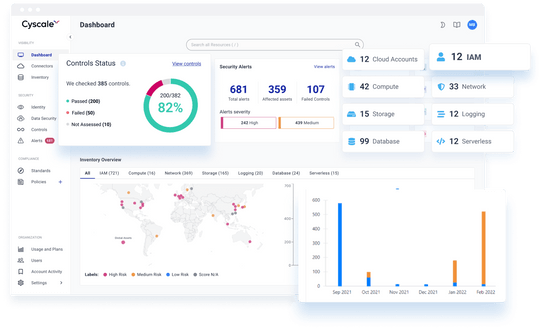 Cyscale
Dashboard
MB
VISIBILITY
Dashboard
Connectors
Inventory
SECURITY
Identity
Data Security
Controls
Alerts
COMPLIANCE
Standards
Policies
ORGANIZATION
Usage and Plans
Users
Account Activity
Settings
Search all Resources ( / )
Controls Status
View controls
We checked 385 controls.
Passed (200)
Failed (50)
Not Assessed (10)
200/382
82%
Security Alerts
View alerts
681
Total alerts
359
Affected assets
107
Failed Controls
Alerts severity
242 High
439 Medium
12 Cloud Accounts
12 IAM
42 Compute
33 Network
15 Storage
12 Logging
99 Database
12 Serverless
Inventory Overview
All
IAM (721)
Compute (16)
Network (369)
Storage (165)
Logging (20)
Database (24)
Serverless (15)
Labels:
High Risk
Medium Risk
Low Risk
Score N/A
700
600
500
400
300
200
100
0
Sep 2021
Oct 2021
Nov 2021
Dec 2021
Jan 2022
Feb 2022